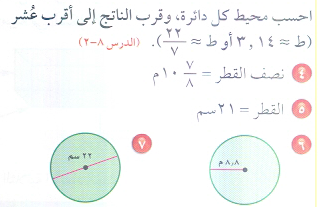 احسب محيط كل دائرة، وقرب الناتج إلى أقرب عُشر
(ط ≈ ٣,١٤ أو ط ≈ ٢٢/٧). (الدرس ٨-٢)
٤ نصف القطر = ١٠ ٧/٨ م
٥ القطر = ٢١ سم
٦ ٨,٨ م
٧ ٢٢ سم